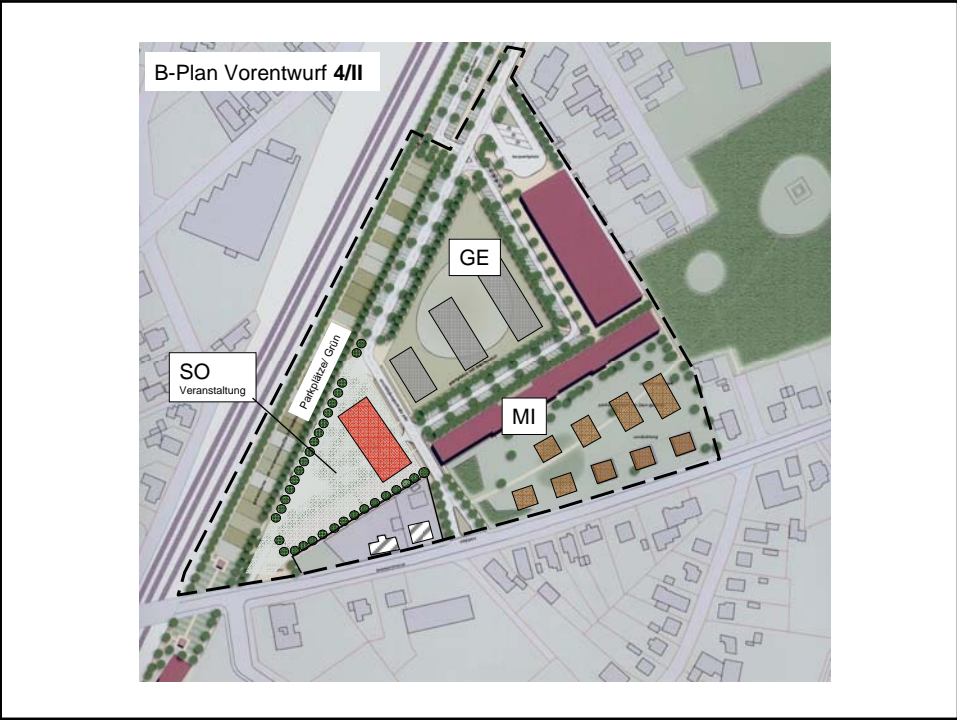 B-Plan Vorentwurf 4/II
GE
Parkplätze/ Grün
SO
Veranstaltung
MI